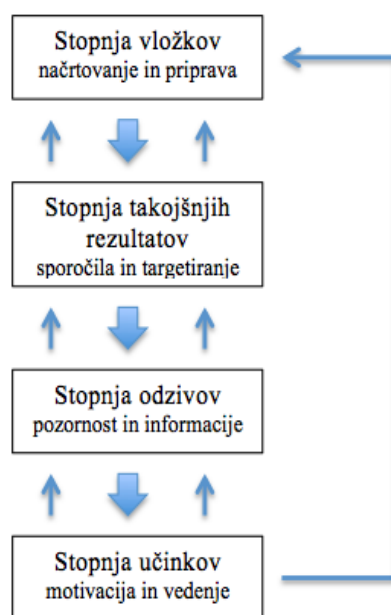 Stopnja vložkov
načrtovanje in priprava
Stopnja takojšnjih
rezultatov
sporočila in targetiranje
Stopnja odzivov
pozornost in informacije
Stopnja učinkov
motivacija in vedenje